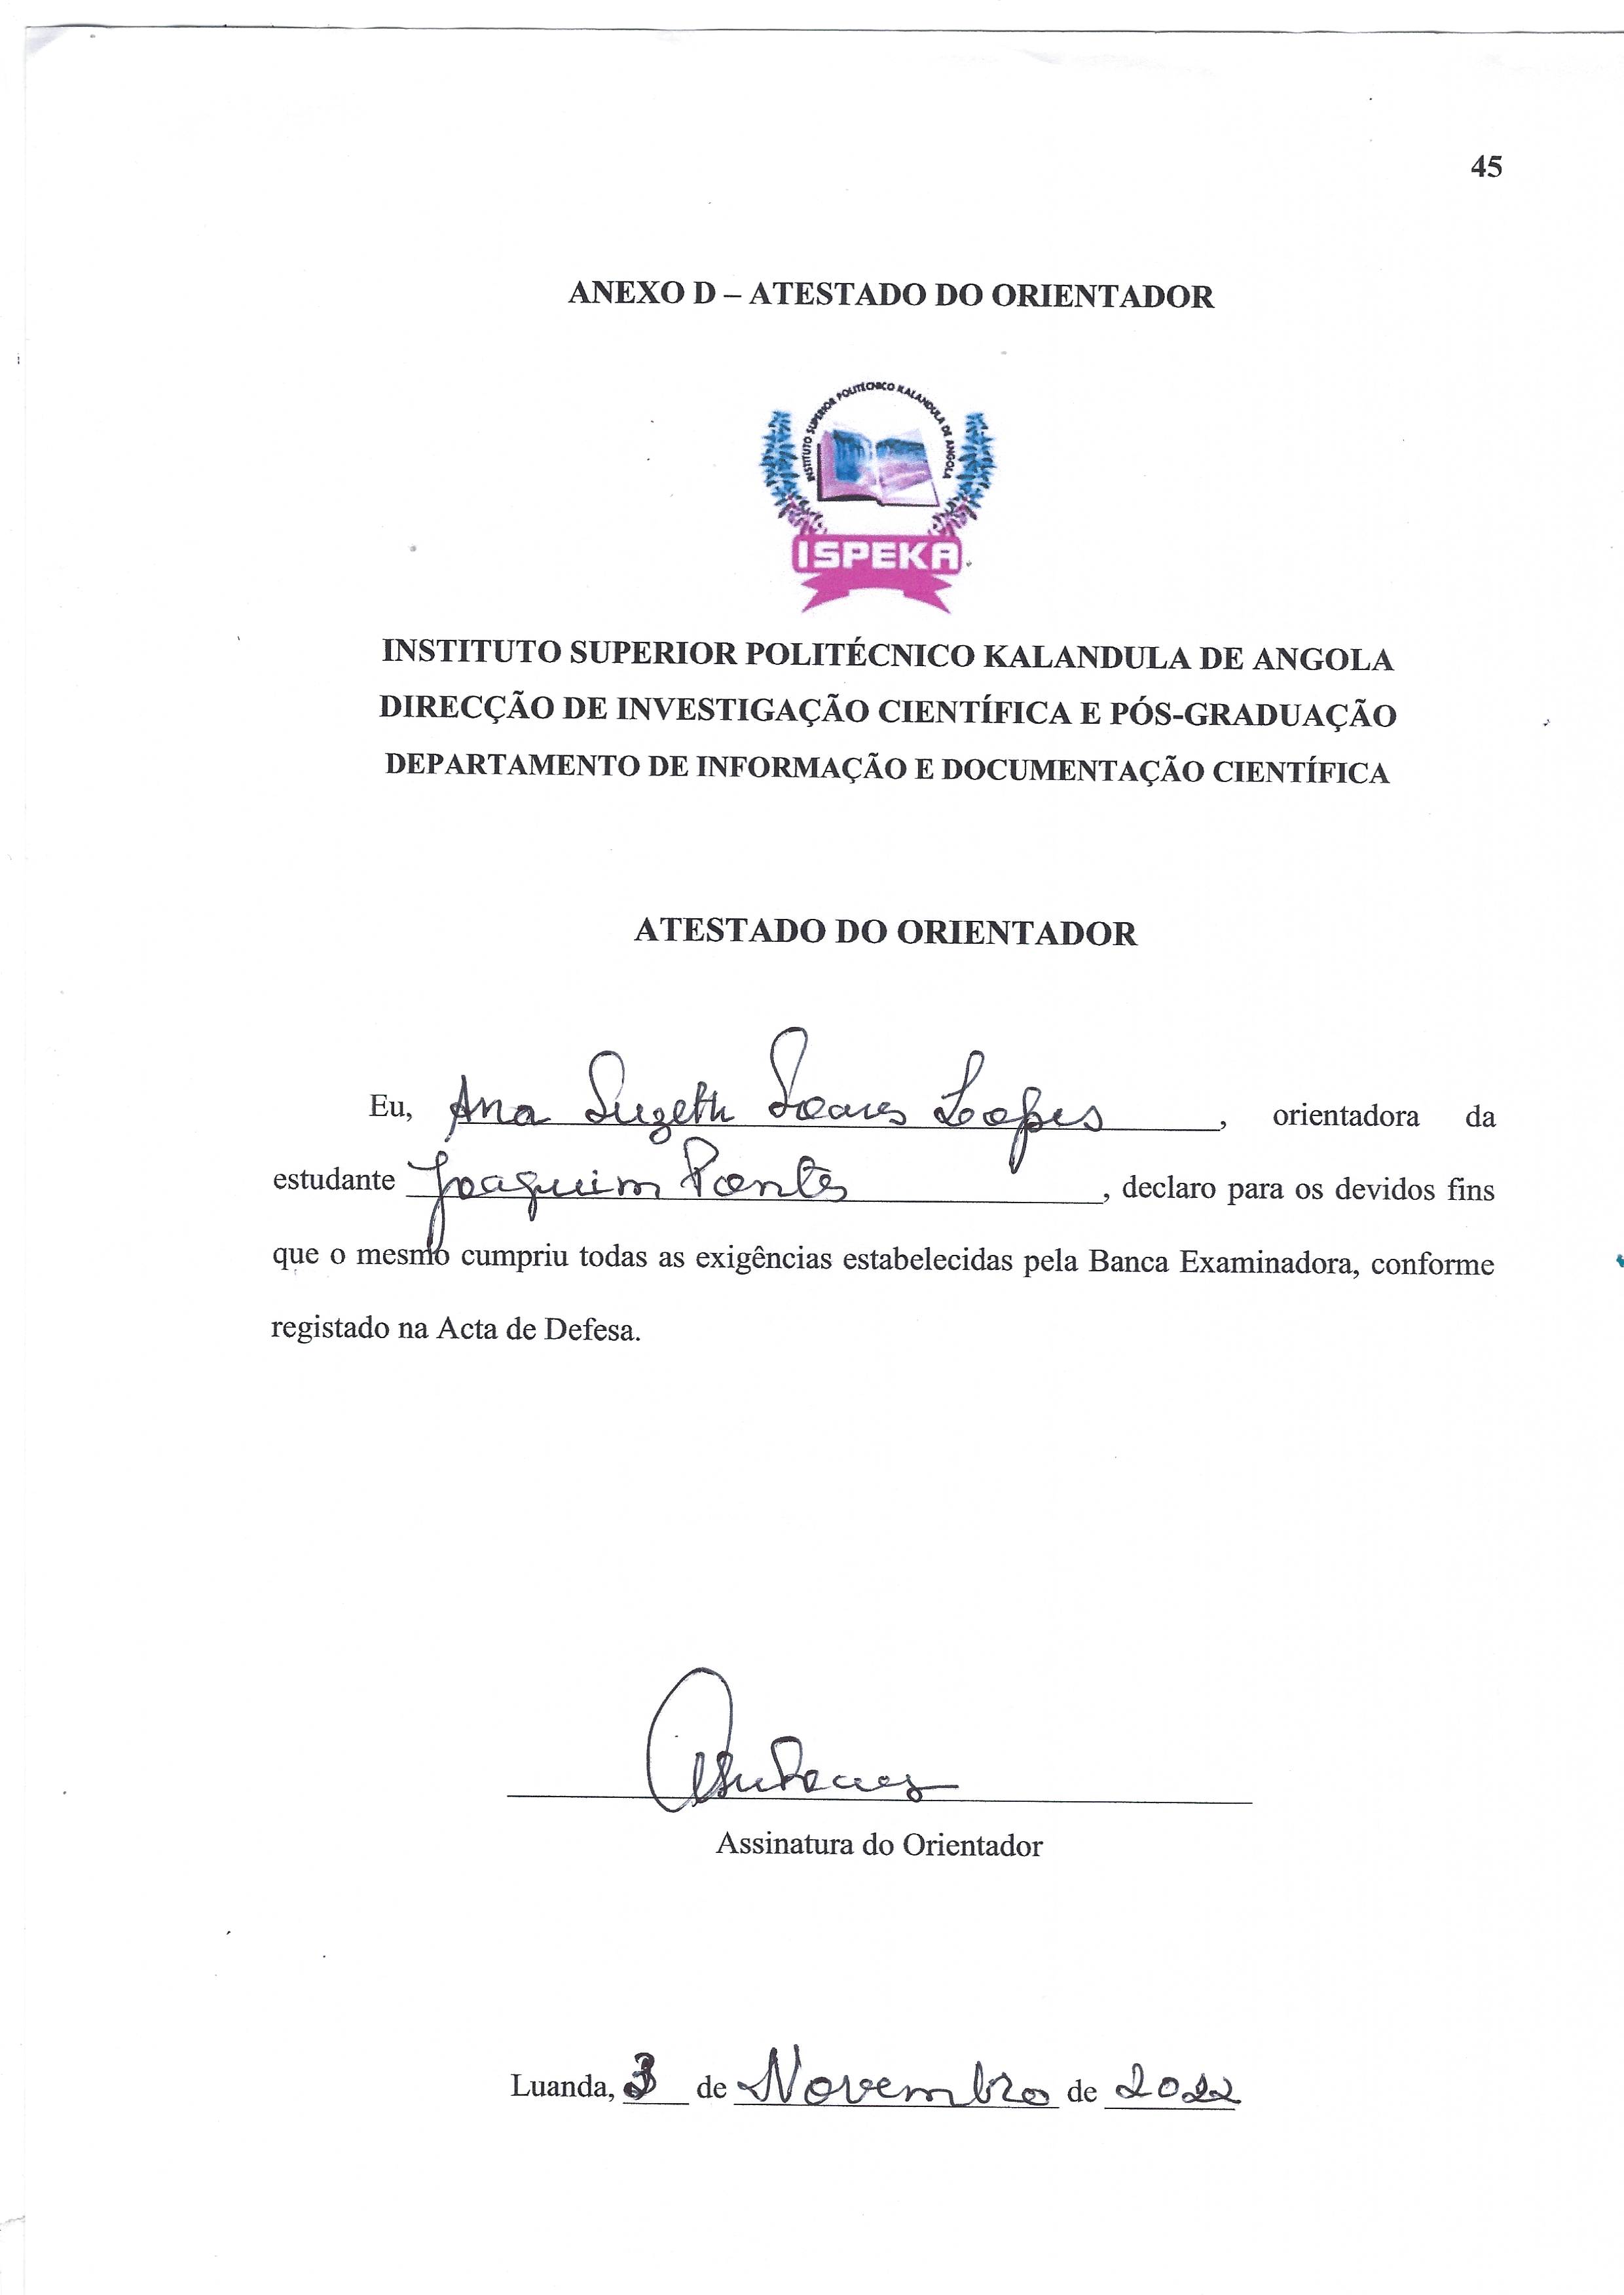 45
ANEXO D – ATESTADO DO ORIENTADOR
INSTITUTO SUPERIOR POLITÉCNICO KALANDULA DE ANGOLA
ISPEKA
INSTITUTO SUPERIOR POLITÉCNICO KALANDULA DE ANGOLA
DIRECÇÃO DE INVESTIGAÇÃO CIENTÍFICA E PÓS-GRADUAÇÃO
DEPARTAMENTO DE INFORMAÇÃO E DOCUMENTAÇÃO CIENTÍFICA
ATESTADO DO ORIENTADOR
Eu, Ana Suzeth Soares Lopes, orientadora da
estudante Joaquim Pontes, declaro para os devidos fins
que o mesmo cumpriu todas as exigências estabelecidas pela Banca Examinadora, conforme
registado na Acta de Defesa.
Assinatura do Orientador
Luanda, 3 de Novembro de 2022